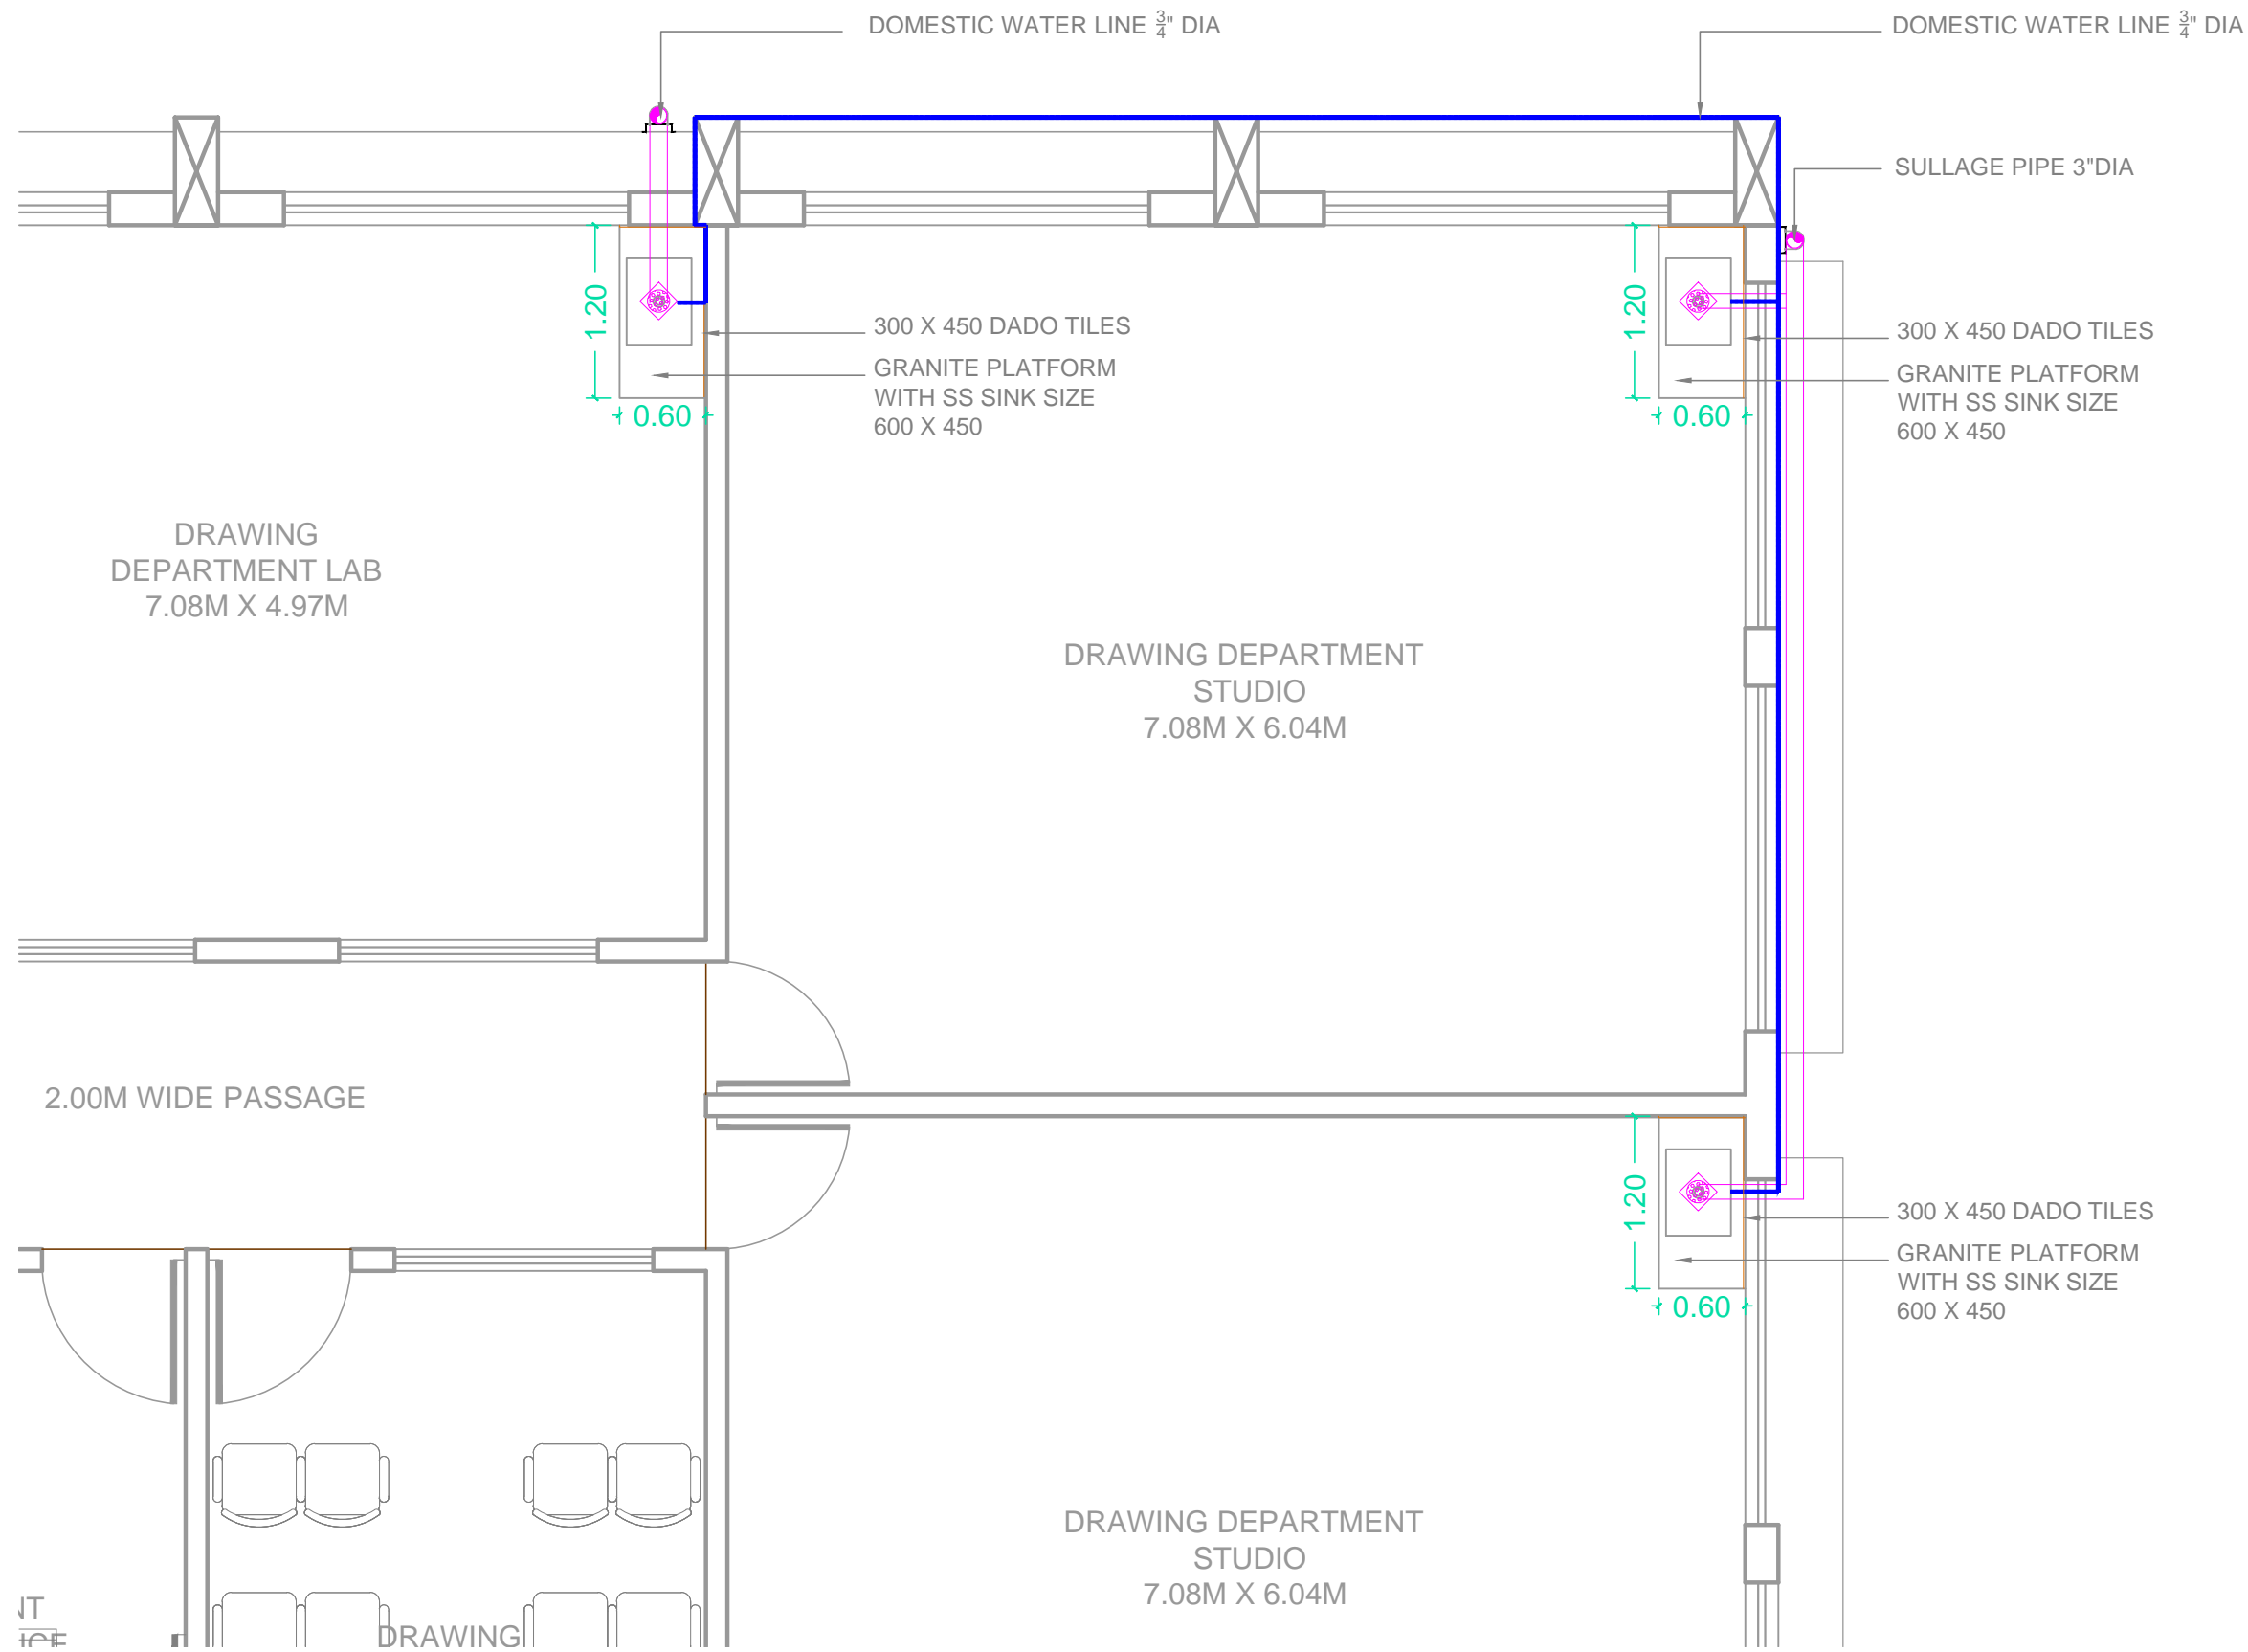 DOMESTIC WATER LINE 3/4" DIA
DOMESTIC WATER LINE 3/4" DIA
SULLAGE PIPE 3"DIA
1.20
0.60
300 X 450 DADO TILES
GRANITE PLATFORM
WITH SS SINK SIZE
600 X 450
1.20
0.60
300 X 450 DADO TILES
GRANITE PLATFORM
WITH SS SINK SIZE
600 X 450
DRAWING
DEPARTMENT LAB
7.08M X 4.97M
DRAWING DEPARTMENT
STUDIO
7.08M X 6.04M
2.00M WIDE PASSAGE
1.20
0.60
300 X 450 DADO TILES
GRANITE PLATFORM
WITH SS SINK SIZE
600 X 450
DRAWING DEPARTMENT
STUDIO
7.08M X 6.04M
DRAWING